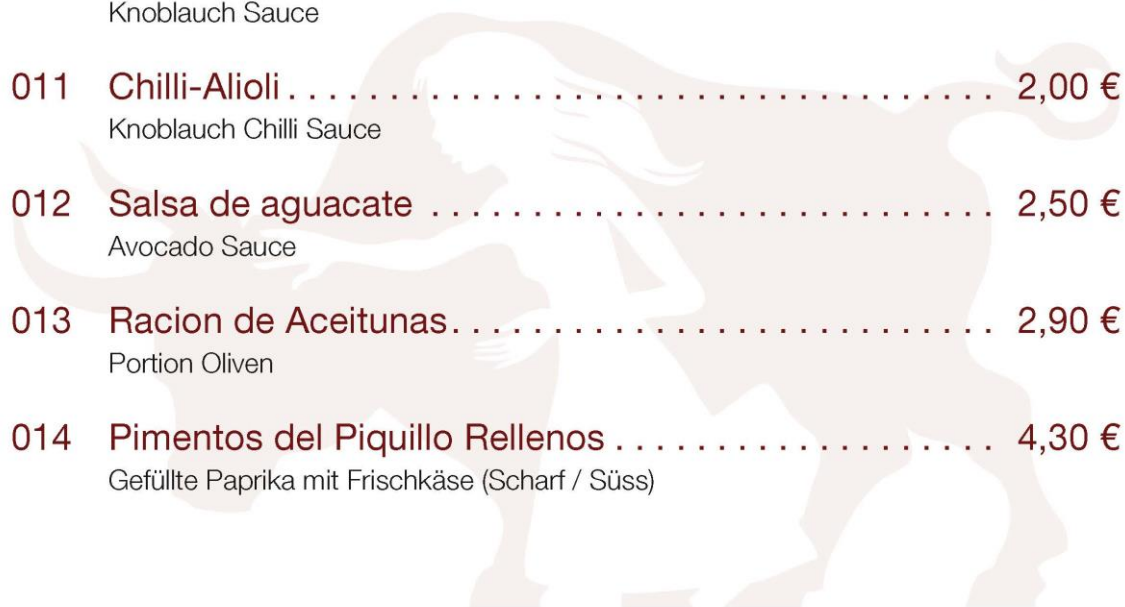 Knoblauch Sauce
011 Chilli-Alioli . . . . . . . . . . . . . . . . . . . . . . . . . . . . . . . . . . . 2,00 €
Knoblauch Chilli Sauce
012 Salsa de aguacate . . . . . . . . . . . . . . . . . . . . . . . . . . . . 2,50 €
Avocado Sauce
013 Racion de Aceitunas. . . . . . . . . . . . . . . . . . . . . . . . . . . 2,90 €
Portion Oliven
014 Pimentos del Piquillo Rellenos . . . . . . . . . . . . . . . . . . . 4,30 €
Gefüllte Paprika mit Frischkäse (Scharf / Süss)